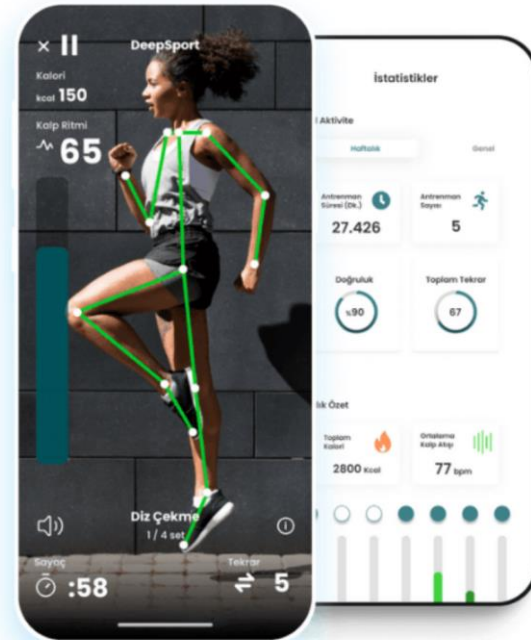 DeepSport
Kalori
kcal 150
Kalp Ritmi
65
Diz Çekme
1 / 4 set
Sayaç
:58
Tekrar
5
İstatistikler
Aktivite
Haftalık
Genel
Antrenman
Süresi (Dk.)
27.426
Antrenman
Sayısı
5
Doğruluk
%90
Toplam Tekrar
67
Özet
Toplam
Kalori
2800 Kcal
Ortalama
Kalp Atışı
77 bpm